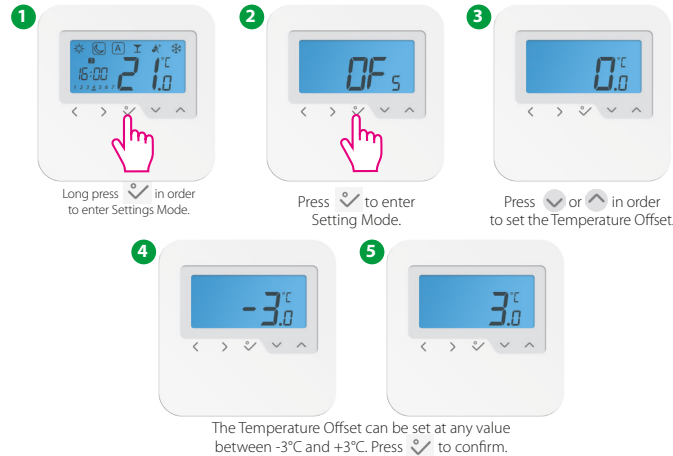 1
2
3
16:00
21.0 °C
1 2 3 4 5 6 7
OFs
0.0 °C
Long press in order
to enter Settings Mode.
Press to enter
Setting Mode.
Press or in order
to set the Temperature Offset.
4
5
-3.0 °C
3.0 °C
The Temperature Offset can be set at any value
between -3°C and +3°C. Press to confirm.